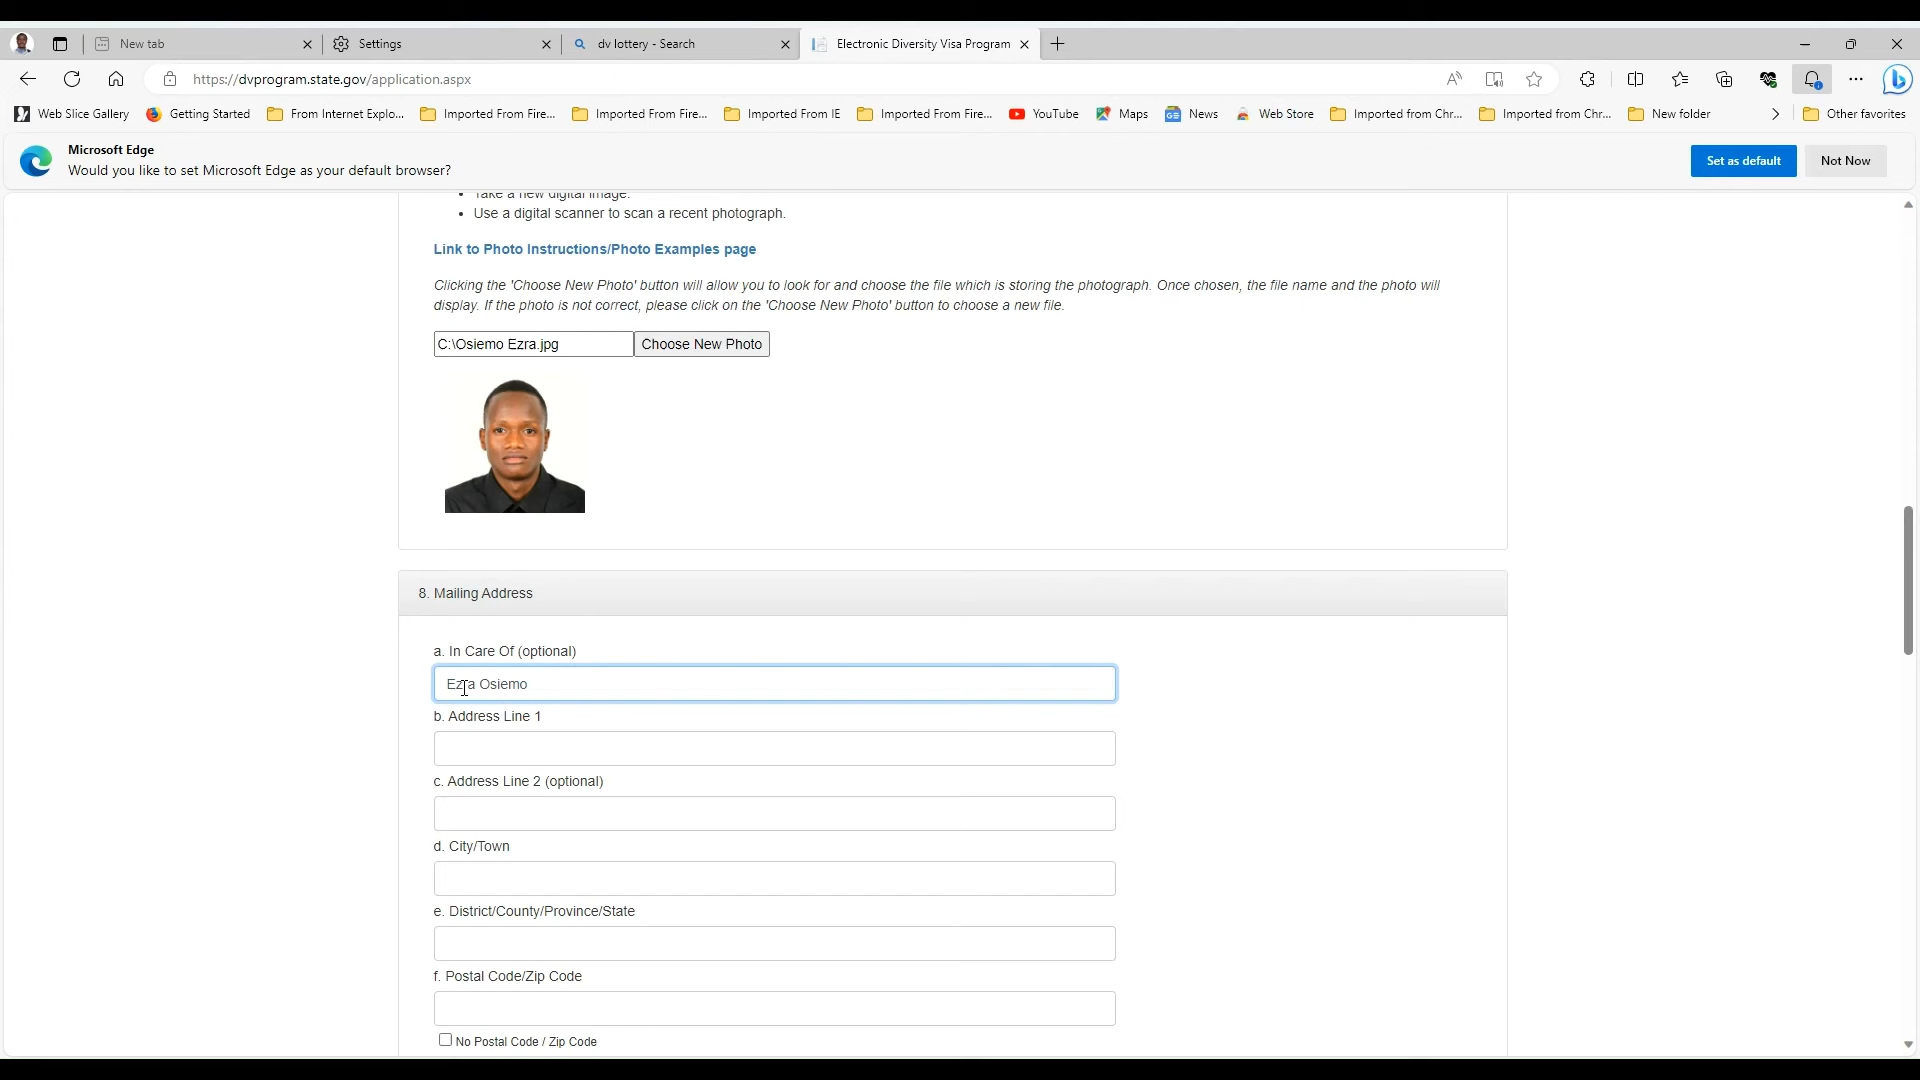 New tab
Settings
dv lottery - Search
Electronic Diversity Visa Program
https://dvprogram.state.gov/application.aspx
Web Slice Gallery
Getting Started
From Internet Explo...
Imported From Fire...
Imported From Fire...
Imported From IE
Imported From Fire...
YouTube
Maps
News
Web Store
Imported from Chr...
Imported from Chr...
New folder
Other favorites
Microsoft Edge
Would you like to set Microsoft Edge as your default browser?
Set as default
Not Now
• Take a new digital image.
• Use a digital scanner to scan a recent photograph.
Link to Photo Instructions/Photo Examples page
Clicking the 'Choose New Photo' button will allow you to look for and choose the file which is storing the photograph. Once chosen, the file name and the photo will
display. If the photo is not correct, please click on the 'Choose New Photo' button to choose a new file.
C:\Osiemo Ezra.jpg
Choose New Photo
8. Mailing Address
a. In Care Of (optional)
Ezra Osiemo
b. Address Line 1
c. Address Line 2 (optional)
d. City/Town
e. District/County/Province/State
f. Postal Code/Zip Code
No Postal Code / Zip Code